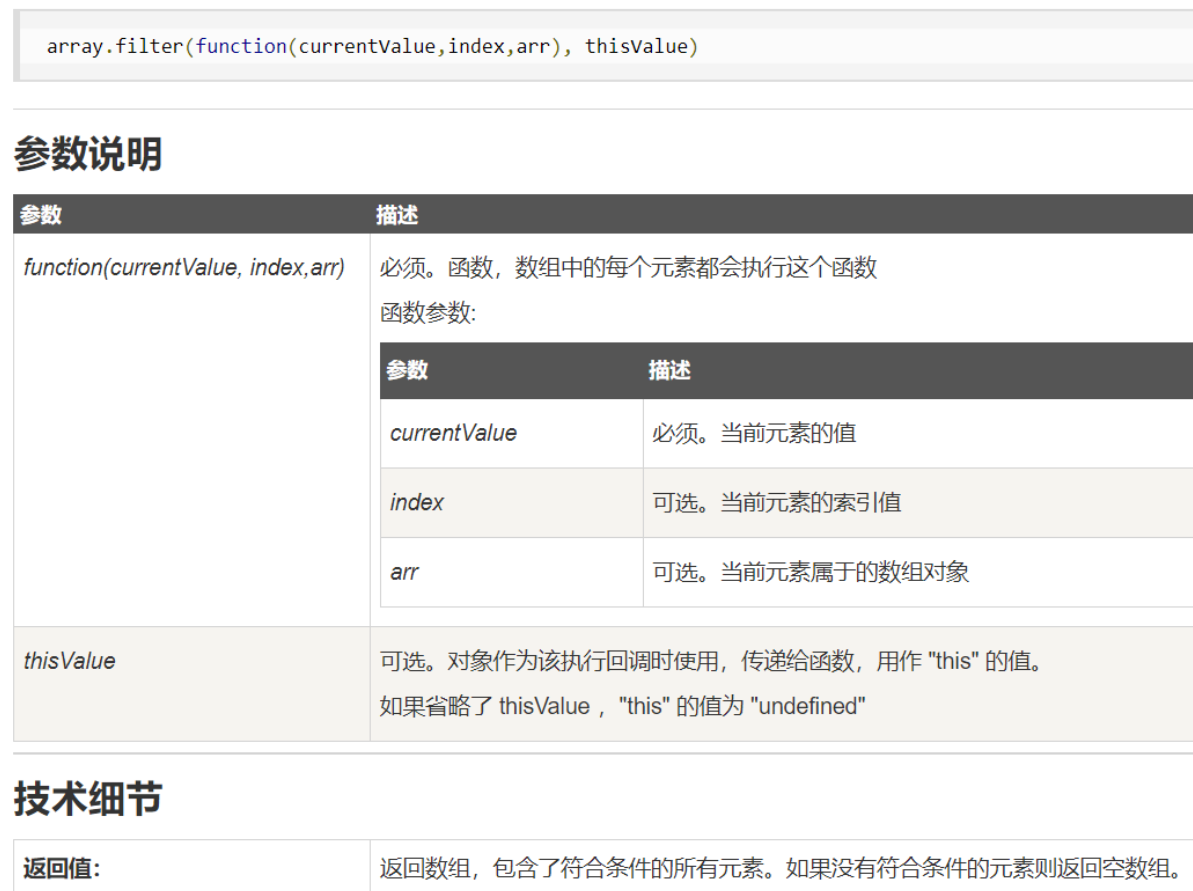 array.filter(function(currentValue,index,arr), thisValue)
参数说明
参数 描述
function(currentValue, index,arr) 必须。函数，数组中的每个元素都会执行这个函数
函数参数:
参数 描述
currentValue 必须。当前元素的值
index 可选。当前元素的索引值
arr 可选。当前元素属于的数组对象
thisValue 可选。对象作为该执行回调时使用，传递给函数，用作 "this" 的值。
如果省略了 thisValue ，"this" 的值为 "undefined"
技术细节
返回值: 返回数组，包含了符合条件的所有元素。如果没有符合条件的元素则返回空数组。